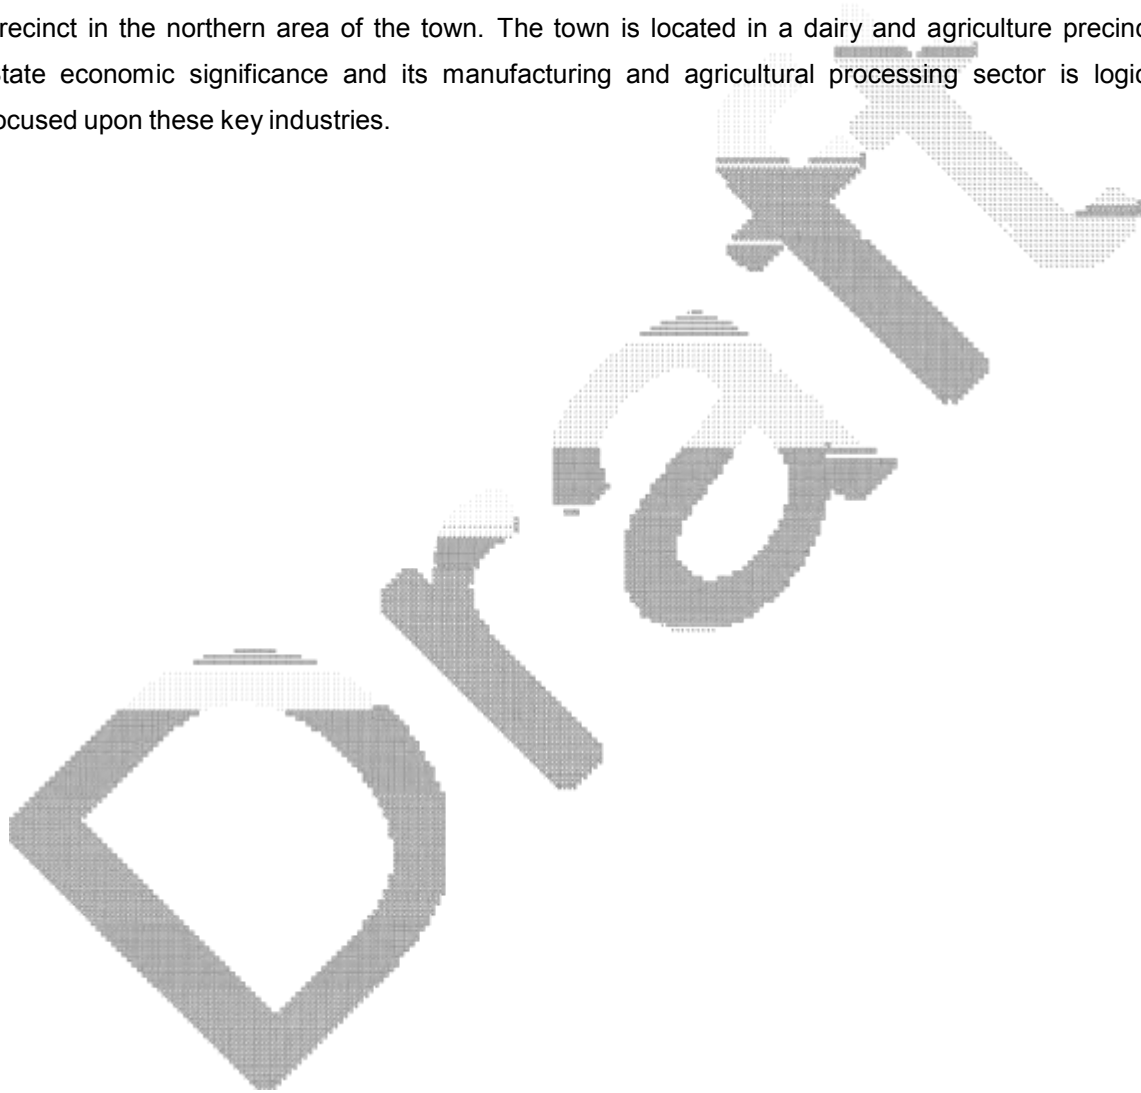 recinct in the northern area of the town. The town is located in a dairy and agriculture precinc
tate economic significance and its manufacturing and agricultural processing sector is logic
ocused upon these key industries.
Draft